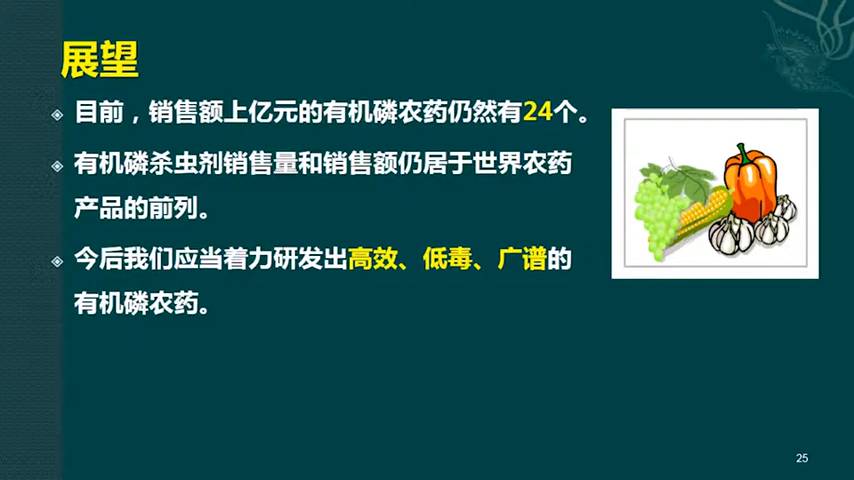 展望
目前，销售额上亿元的有机磷农药仍然有24个。
有机磷杀虫剂销售量和销售额仍居于世界农药
产品的前列。
今后我们应当着力研发出高效、低毒、广谱的
有机磷农药。
25